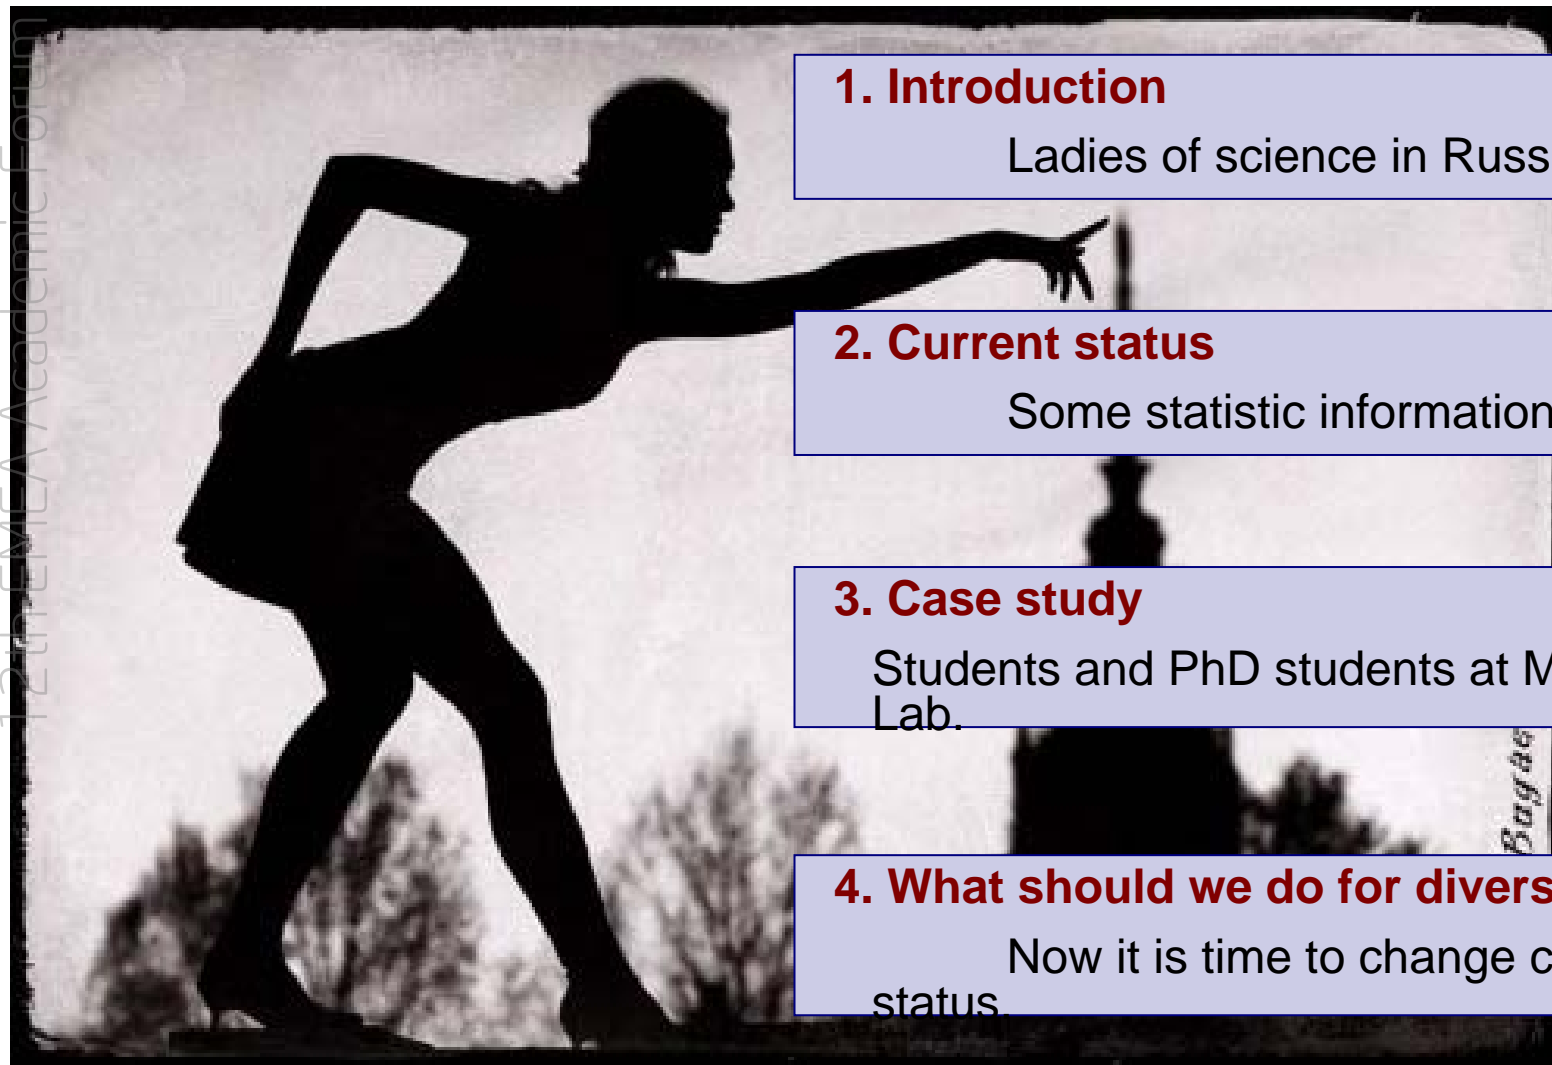 12th EMEA Academic Forum
1. Introduction
Ladies of science in
2. Current status
Some statistic information
3. Case study
Students and PhD students at
Lab.
4. What should we do for
Now it is time to change
status.